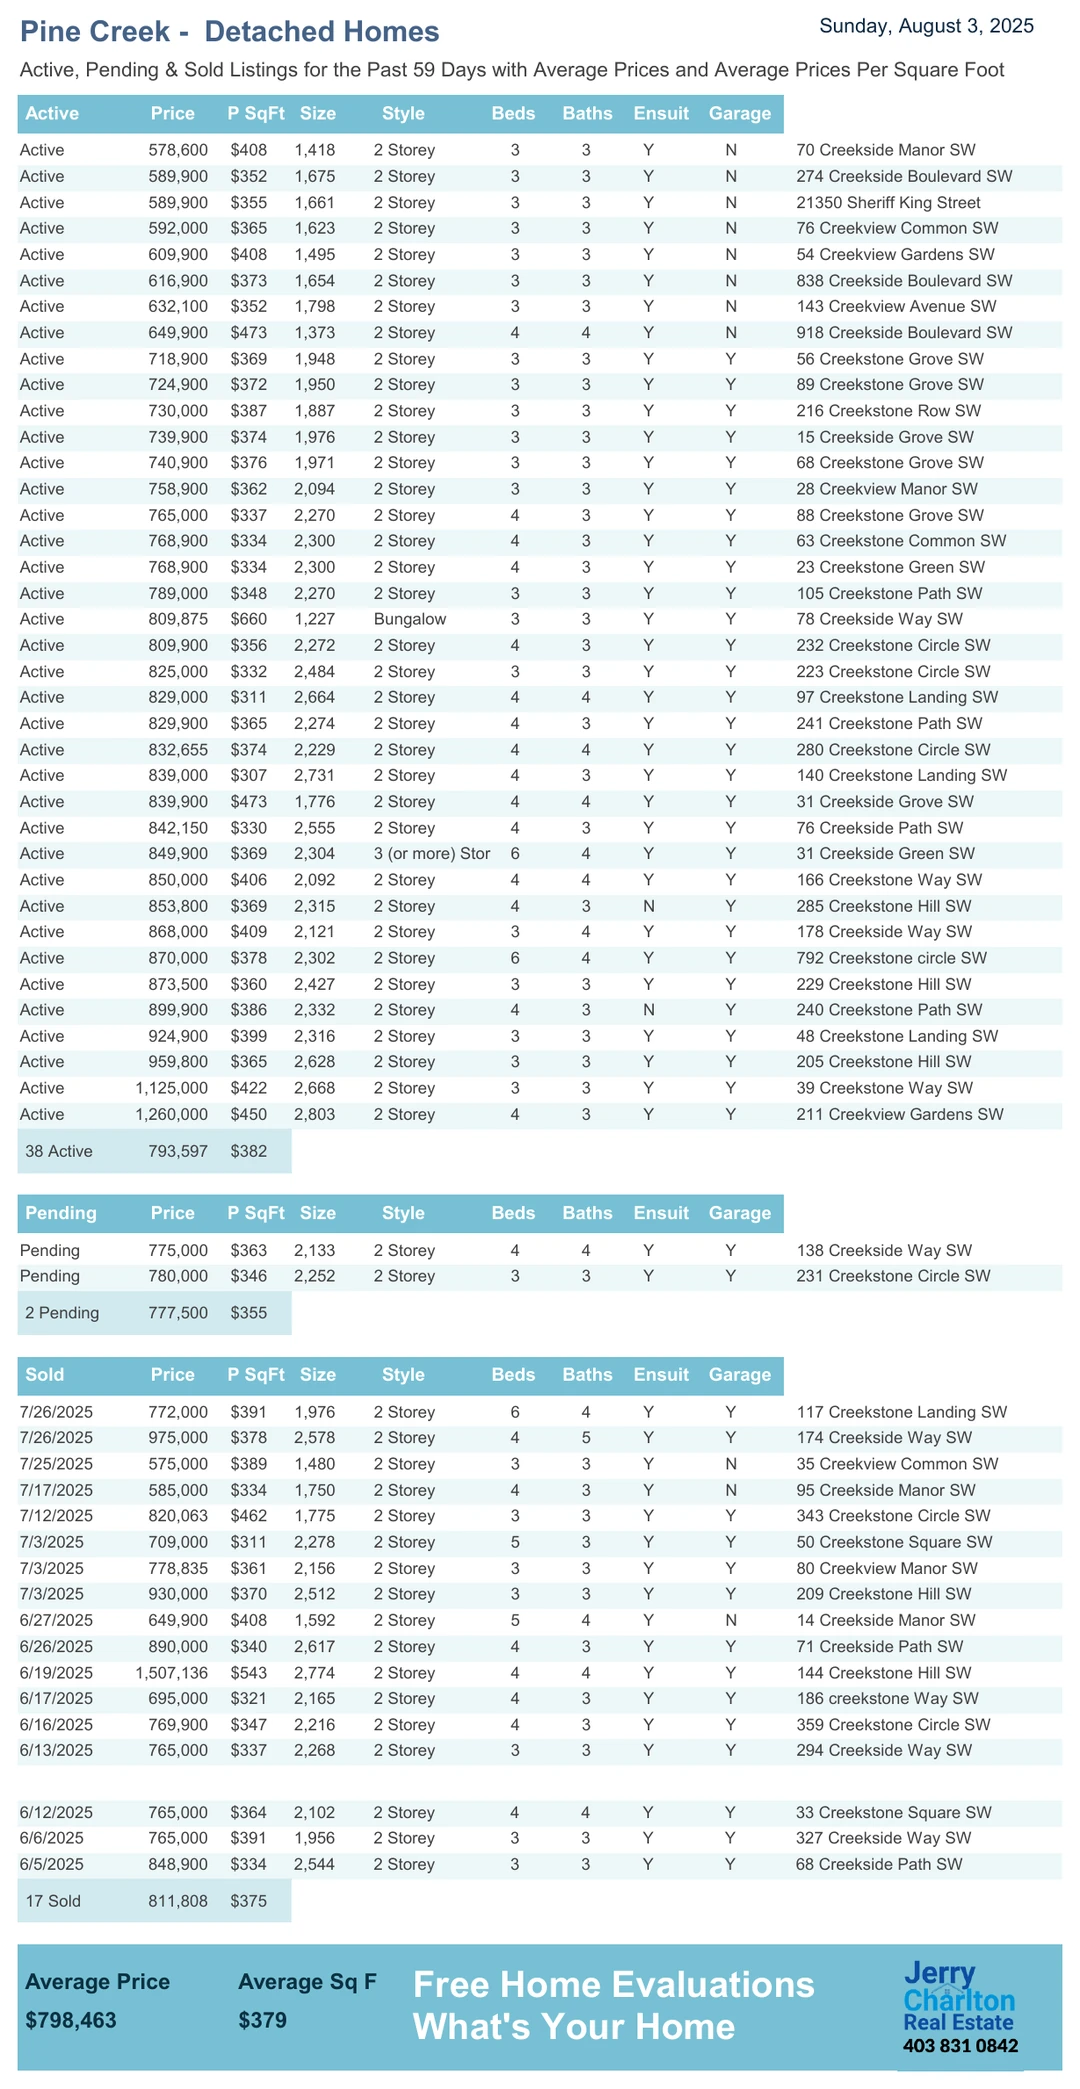 Pine Creek -  Detached Homes
Sunday, August 3, 2025
Active, Pending & Sold Listings for the Past 59 Days with Average Prices and Average Prices Per Square Foot
Active Price P SqFt Size Style Beds Baths Ensuit Garage
Active 578,600 $408 1,418 2 Storey 3 3 Y N 70 Creekside Manor SW
Active 589,900 $352 1,675 2 Storey 3 3 Y N 274 Creekside Boulevard SW
Active 589,900 $355 1,661 2 Storey 3 3 Y N 21350 Sheriff King Street
Active 592,000 $365 1,623 2 Storey 3 3 Y N 76 Creekview Common SW
Active 609,900 $408 1,495 2 Storey 3 3 Y N 54 Creekview Gardens SW
Active 616,900 $373 1,654 2 Storey 3 3 Y N 838 Creekside Boulevard SW
Active 632,100 $352 1,798 2 Storey 3 3 Y N 143 Creekview Avenue SW
Active 649,900 $473 1,373 2 Storey 4 4 Y N 918 Creekside Boulevard SW
Active 718,900 $369 1,948 2 Storey 3 3 Y Y 56 Creekstone Grove SW
Active 724,900 $372 1,950 2 Storey 3 3 Y Y 89 Creekstone Grove SW
Active 730,000 $387 1,887 2 Storey 3 3 Y Y 216 Creekstone Row SW
Active 739,900 $374 1,976 2 Storey 3 3 Y Y 15 Creekside Grove SW
Active 740,900 $376 1,971 2 Storey 3 3 Y Y 68 Creekstone Grove SW
Active 758,900 $362 2,094 2 Storey 3 3 Y Y 28 Creekview Manor SW
Active 765,000 $337 2,270 2 Storey 4 3 Y Y 88 Creekstone Grove SW
Active 768,900 $334 2,300 2 Storey 4 3 Y Y 63 Creekstone Common SW
Active 768,900 $334 2,300 2 Storey 4 3 Y Y 23 Creekstone Green SW
Active 789,000 $348 2,270 2 Storey 3 3 Y Y 105 Creekstone Path SW
Active 809,875 $660 1,227 Bungalow 3 3 Y Y 78 Creekside Way SW
Active 809,900 $356 2,272 2 Storey 4 3 Y Y 232 Creekstone Circle SW
Active 825,000 $332 2,484 2 Storey 3 3 Y Y 223 Creekstone Circle SW
Active 829,000 $311 2,664 2 Storey 4 4 Y Y 97 Creekstone Landing SW
Active 829,900 $365 2,274 2 Storey 4 3 Y Y 241 Creekstone Path SW
Active 832,655 $374 2,229 2 Storey 4 4 Y Y 280 Creekstone Circle SW
Active 839,000 $307 2,731 2 Storey 4 3 Y Y 140 Creekstone Landing SW
Active 839,900 $473 1,776 2 Storey 4 4 Y Y 31 Creekside Grove SW
Active 842,150 $330 2,555 2 Storey 4 3 Y Y 76 Creekside Path SW
Active 849,900 $369 2,304 3 (or more) Stor 6 4 Y Y 31 Creekside Green SW
Active 850,000 $406 2,092 2 Storey 4 4 Y Y 166 Creekstone Way SW
Active 853,800 $369 2,315 2 Storey 4 3 N Y 285 Creekstone Hill SW
Active 868,000 $409 2,121 2 Storey 3 4 Y Y 178 Creekside Way SW
Active 870,000 $378 2,302 2 Storey 6 4 Y Y 792 Creekstone circle SW
Active 873,500 $360 2,427 2 Storey 3 3 Y Y 229 Creekstone Hill SW
Active 899,900 $386 2,332 2 Storey 4 3 N Y 240 Creekstone Path SW
Active 924,900 $399 2,316 2 Storey 3 3 Y Y 48 Creekstone Landing SW
Active 959,800 $365 2,628 2 Storey 3 3 Y Y 205 Creekstone Hill SW
Active 1,125,000 $422 2,668 2 Storey 3 3 Y Y 39 Creekstone Way SW
Active 1,260,000 $450 2,803 2 Storey 4 3 Y Y 211 Creekview Gardens SW
38 Active 793,597 $382
Pending Price P SqFt Size Style Beds Baths Ensuit Garage
Pending 775,000 $363 2,133 2 Storey 4 4 Y Y 138 Creekside Way SW
Pending 780,000 $346 2,252 2 Storey 3 3 Y Y 231 Creekstone Circle SW
2 Pending 777,500 $355
Sold Price P SqFt Size Style Beds Baths Ensuit Garage
7/26/2025 772,000 $391 1,976 2 Storey 6 4 Y Y 117 Creekstone Landing SW
7/26/2025 975,000 $378 2,578 2 Storey 4 5 Y Y 174 Creekside Way SW
7/25/2025 575,000 $389 1,480 2 Storey 3 3 Y N 35 Creekview Common SW
7/17/2025 585,000 $334 1,750 2 Storey 4 3 Y N 95 Creekside Manor SW
7/12/2025 820,063 $462 1,775 2 Storey 3 3 Y Y 343 Creekstone Circle SW
7/3/2025 709,000 $311 2,278 2 Storey 5 3 Y Y 50 Creekstone Square SW
7/3/2025 778,835 $361 2,156 2 Storey 3 3 Y Y 80 Creekview Manor SW
7/3/2025 930,000 $370 2,512 2 Storey 3 3 Y Y 209 Creekstone Hill SW
6/27/2025 649,900 $408 1,592 2 Storey 5 4 Y N 14 Creekside Manor SW
6/26/2025 890,000 $340 2,617 2 Storey 4 3 Y Y 71 Creekside Path SW
6/19/2025 1,507,136 $543 2,774 2 Storey 4 4 Y Y 144 Creekstone Hill SW
6/17/2025 695,000 $321 2,165 2 Storey 4 3 Y Y 186 creekstone Way SW
6/16/2025 769,900 $347 2,216 2 Storey 4 3 Y Y 359 Creekstone Circle SW
6/13/2025 765,000 $337 2,268 2 Storey 3 3 Y Y 294 Creekside Way SW
6/12/2025 765,000 $364 2,102 2 Storey 4 4 Y Y 33 Creekstone Square SW
6/6/2025 765,000 $391 1,956 2 Storey 3 3 Y Y 327 Creekside Way SW
6/5/2025 848,900 $334 2,544 2 Storey 3 3 Y Y 68 Creekside Path SW
17 Sold 811,808 $375
Average Price Average Sq F
$798,463 $379
Free Home Evaluations
What's Your Home
Jerry
Charlton
Real Estate
403 831 0842